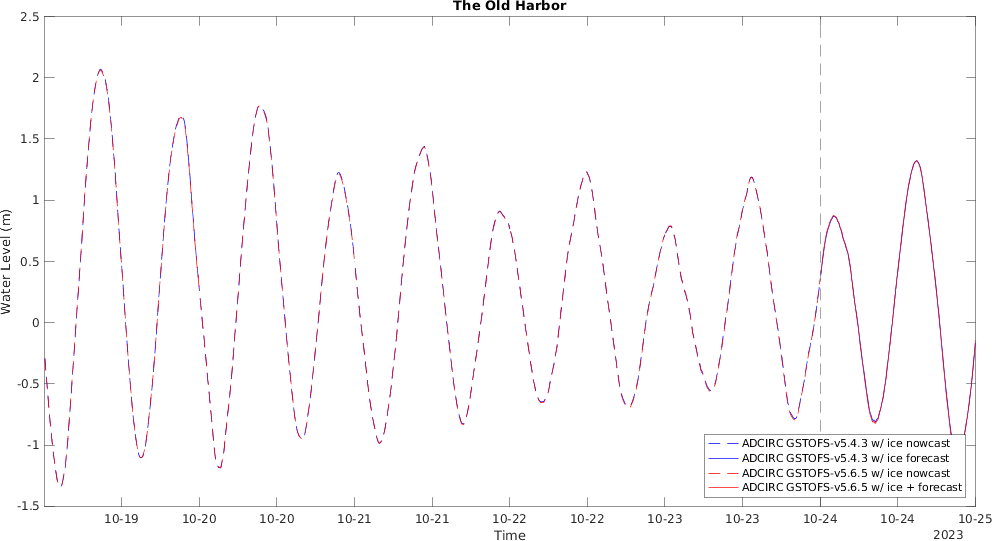 The Old Harbor
Water Level (m)
2.5
2
1.5
1
0.5
0
-0.5
-1
-1.5
ADCIRC GSTOFS-v5.4.3 w/ ice nowcast
ADCIRC GSTOFS-v5.4.3 w/ ice forecast
ADCIRC GSTOFS-v5.6.5 w/ ice nowcast
ADCIRC GSTOFS-v5.6.5 w/ ice + forecast
10-19 10-20 10-20 10-21 10-21 10-22 10-22 10-23 10-23 10-24 10-24 10-25
Time
2023